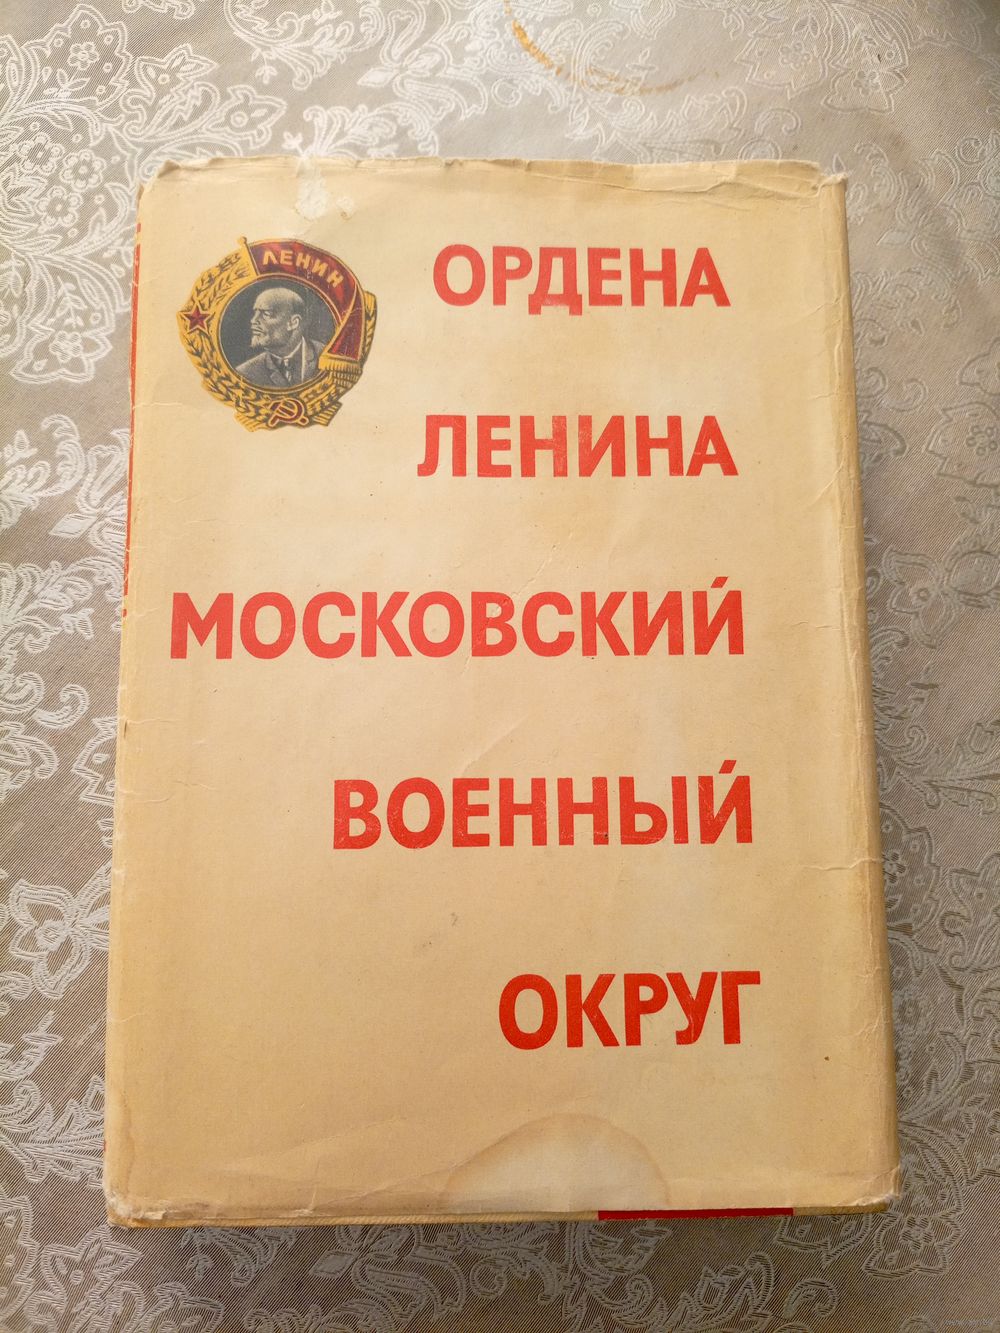 ЛЕНИН
ОРДЕНА
ЛЕНИНА
МОСКОВСКИЙ
ВОЕННЫЙ
ОКРУГ